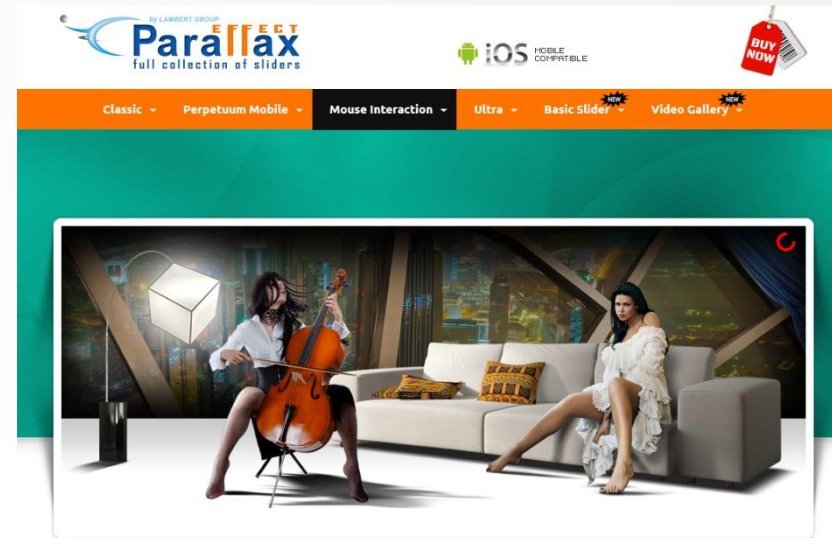 by LAMBERT GROUP
EFFECT
Parallax
full collection of sliders
iOS MOBILE COMPATIBLE
BUY NOW
Classic
Perpetuum Mobile
Mouse Interaction
Ultra
Basic Slider
NEW
Video Gallery
NEW